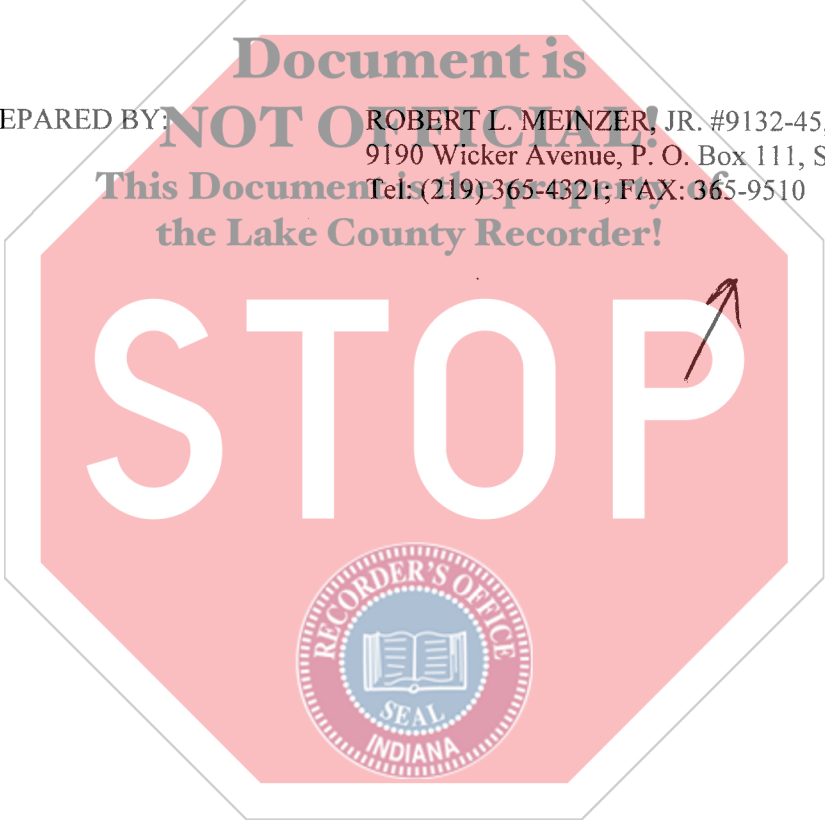 Document is
NOT OFFICIAL!
This Document is the property of
the Lake County Recorder!
EPARED BY:
ROBERT L. MEINZER, JR. #9132-45,
9190 Wicker Avenue, P. O. Box 111, S
Tel: (219) 365-4321; FAX: 365-9510
STOP
RECORDER'S OFFICE
SEAL
INDIANA